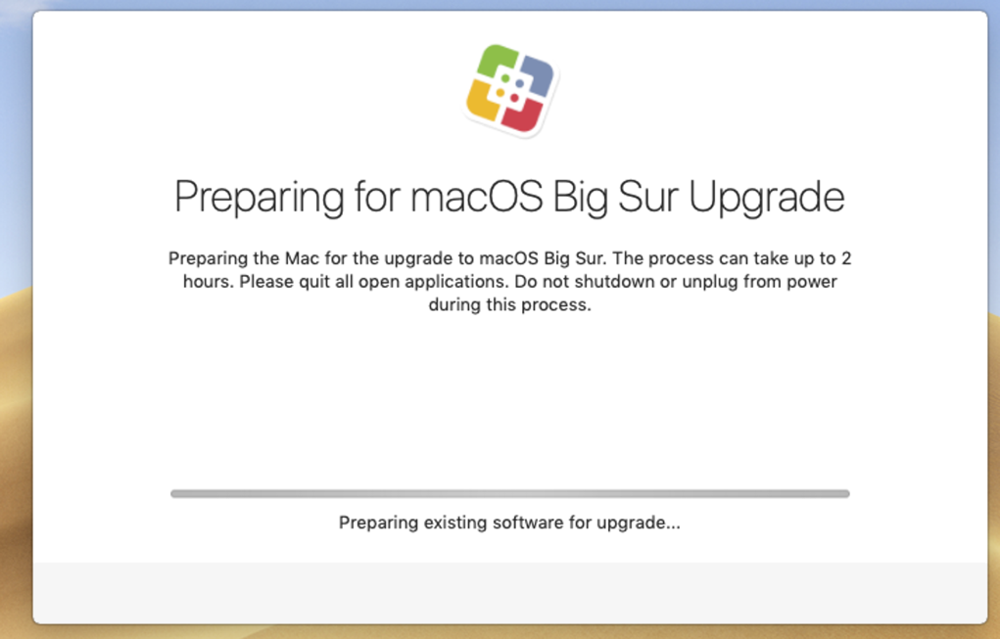 Preparing for macOS Big Sur Upgrade
Preparing the Mac for the upgrade to macOS Big Sur. The process can take up to 2
hours. Please quit all open applications. Do not shutdown or unplug from power
during this process.
Preparing existing software for upgrade...